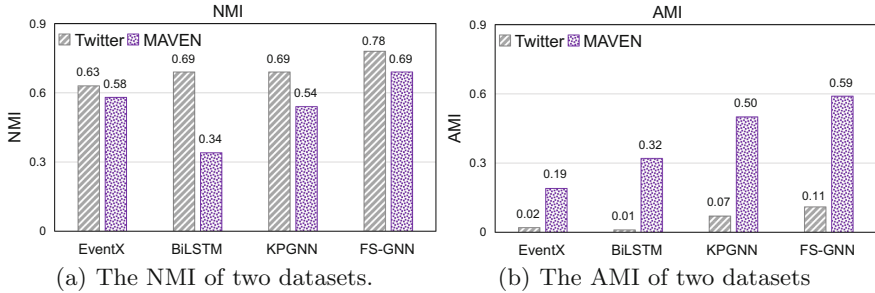 NMI
0.9
Twitter MAVEN
0.78
0.69 0.69 0.69
0.63
0.58
0.6
0.54
NMI
0.34
0.3
0
EventX BiLSTM KPGNN FS-GNN
(a) The NMI of two datasets.
AMI
0.9
Twitter MAVEN
0.6
0.59
0.50
AMI
0.32
0.3
0.19
0.11
0.07
0.02 0.01
0
EventX BiLSTM KPGNN FS-GNN
(b) The AMI of two datasets